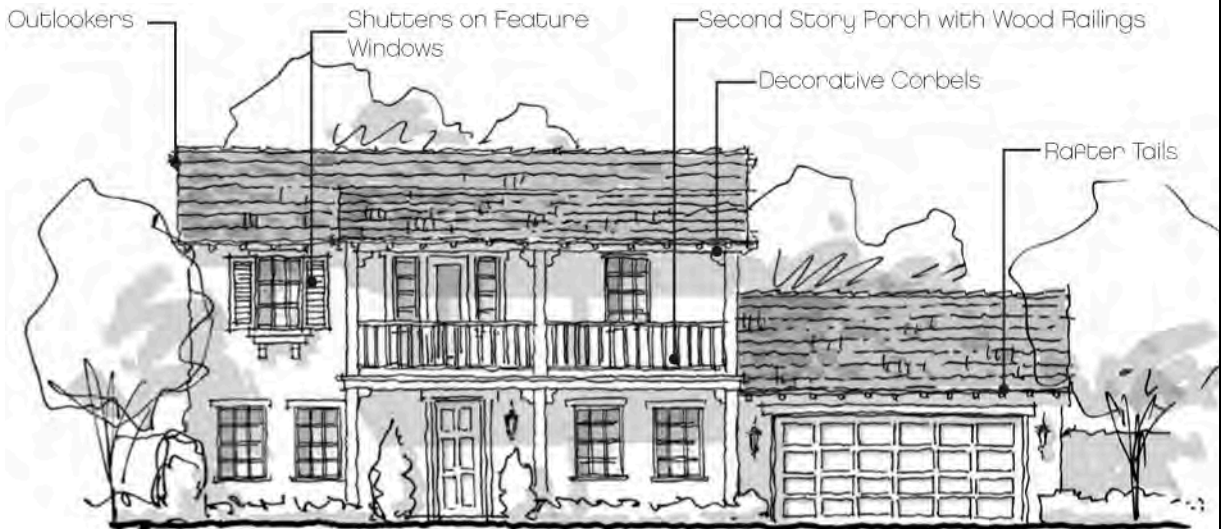 Outlookers
Shutters on Feature
Windows
Second Story Porch with Wood Railings
Decorative Corbels
Rafter Tails